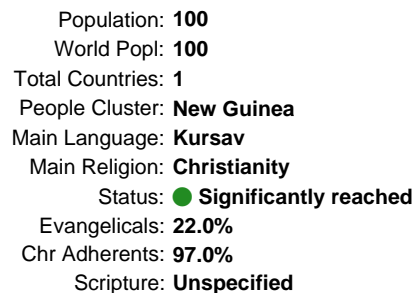 Population: 100
World Popl: 100
Total Countries: 1
People Cluster: New Guinea
Main Language: Kursav
Main Religion: Christianity
Status: Significantly reached
Evangelicals: 22.0%
Chr Adherents: 97.0%
Scripture: Unspecified